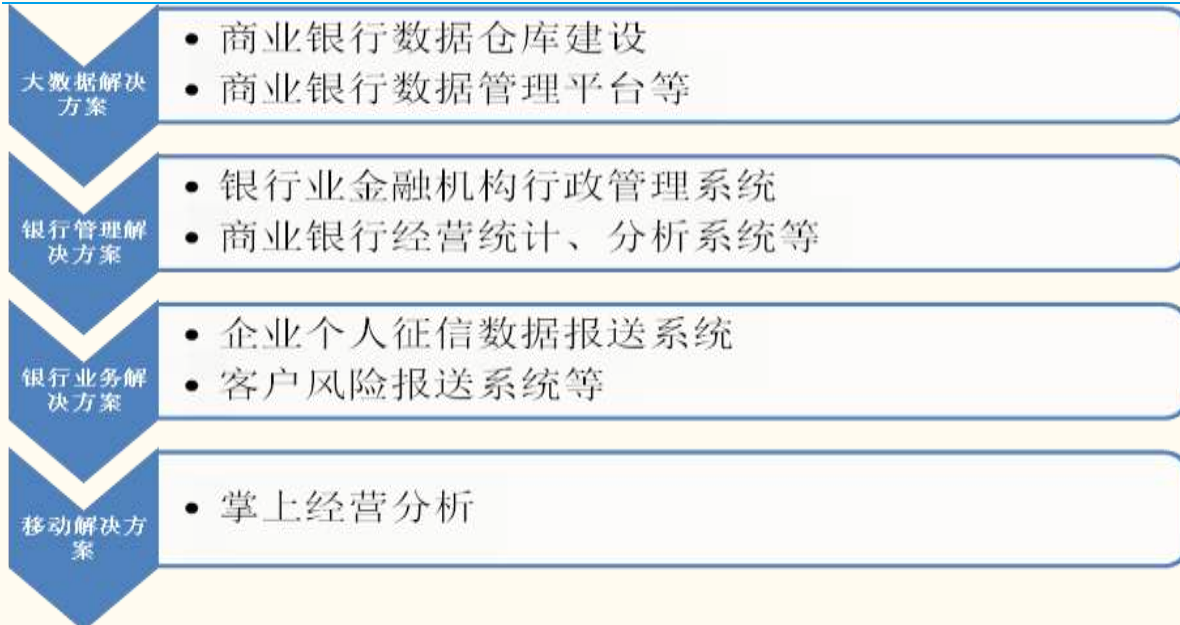 大数据解决
方案
• 商业银行数据仓库建设
• 商业银行数据管理平台等
银行管理解
决方案
• 银行业金融机构行政管理系统
• 商业银行经营统计、分析系统等
银行业务解
决方案
• 企业个人征信数据报送系统
• 客户风险报送系统等
移动解决方
案
• 掌上经营分析